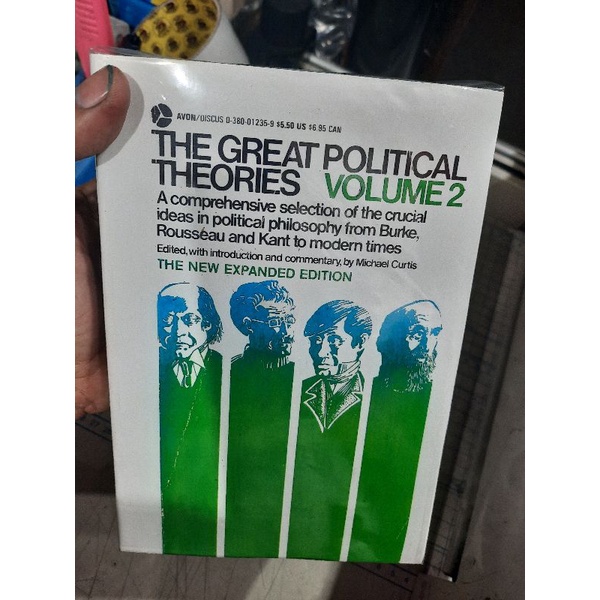 AVON/DISCUS 0-380-01235-9 $5.50 US $6.95 CAN
THE GREAT POLITICAL
THEORIES VOLUME 2
A comprehensive selection of the crucial
ideas in political philosophy from Burke,
Rousséau and Kant to modern times
Edited, with introduction and commentary, by Michael Curtis
THE NEW EXPANDED EDITION